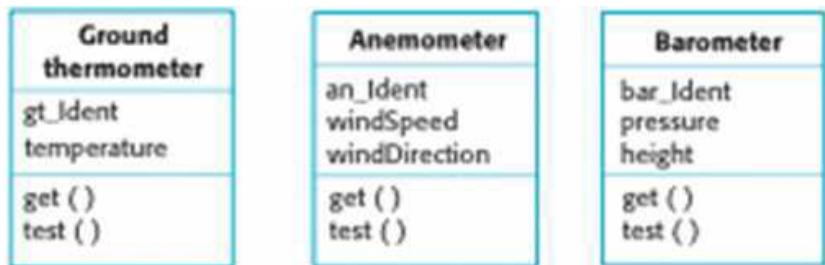 Ground
thermometer
gt_Ident
temperature
get ( )
test ( )
Anemometer
an_Ident
windSpeed
windDirection
get ( )
test ( )
Barometer
bar_Ident
pressure
height
get ( )
test ( )